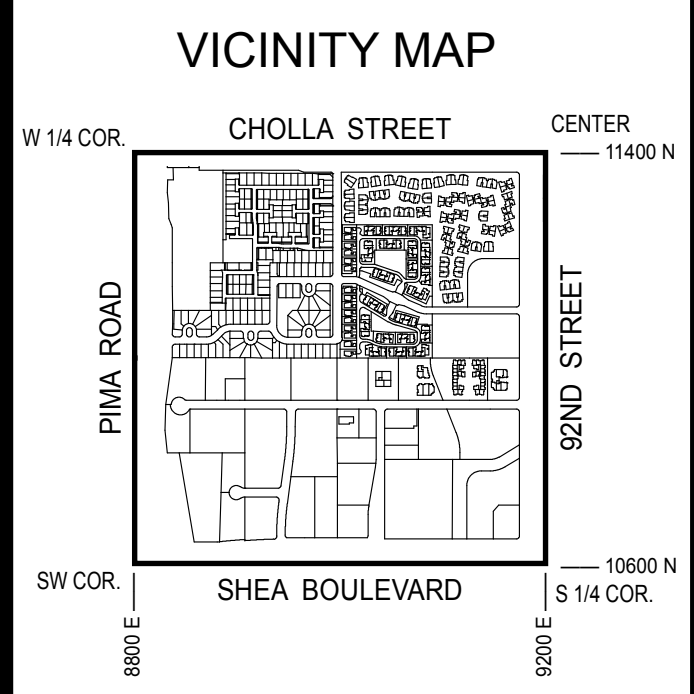 VICINITY MAP
W 1/4 COR.
CHOLLA STREET
CENTER
11400 N
PIMA ROAD
92ND STREET
SW COR.
SHEA BOULEVARD
10600 N
S 1/4 COR.
8800 E
9200 E